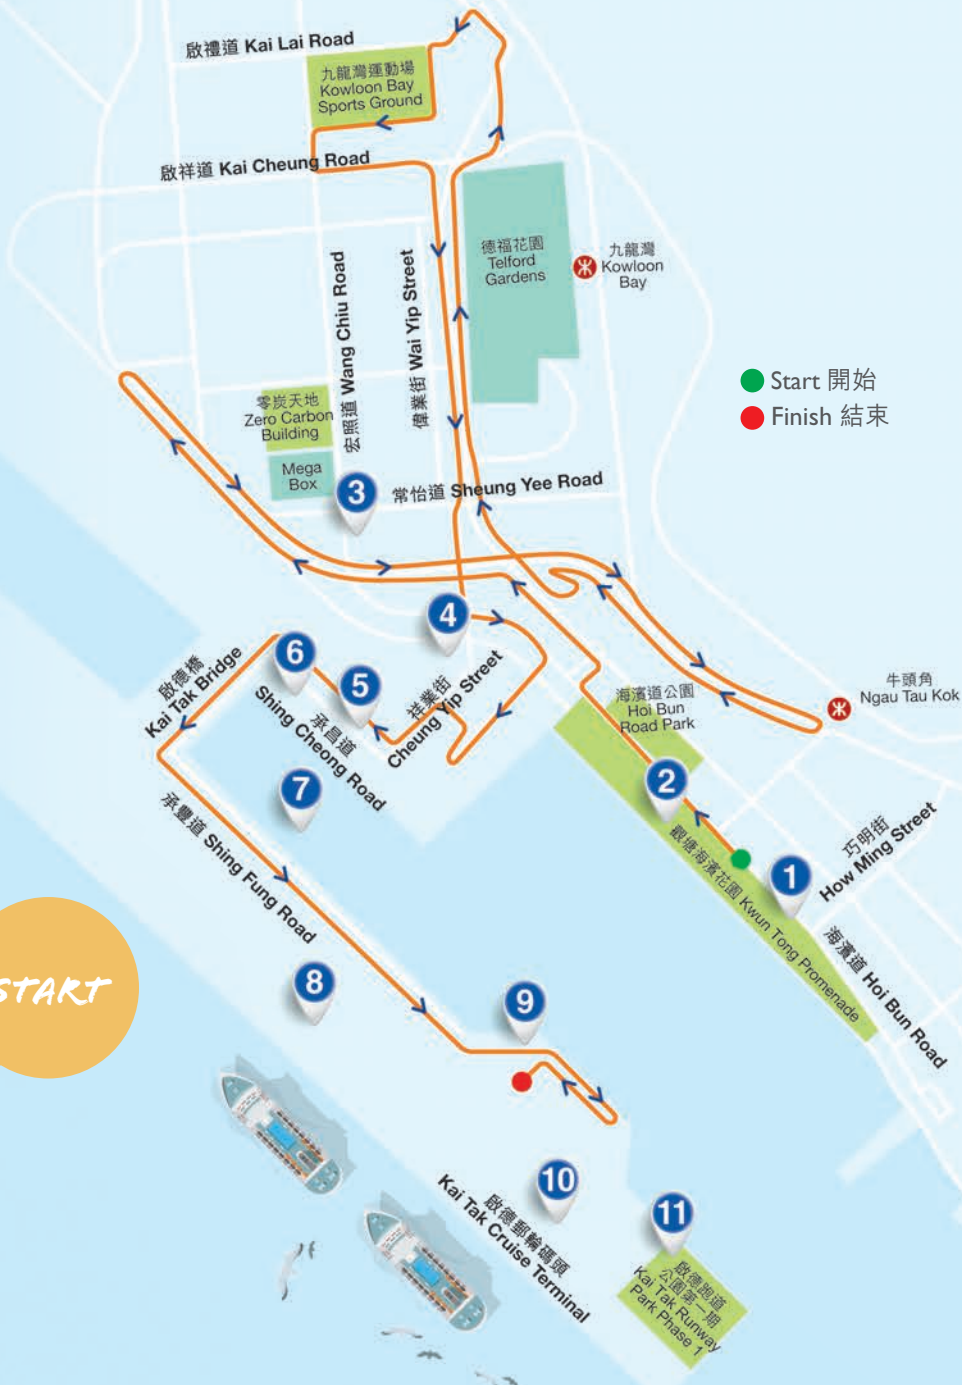 啟禮道 Kai Lai Road
九龍灣運動場
Kowloon Bay
Sports Ground
啟祥道 Kai Cheung Road
德福花園
Telford
Gardens
九龍灣
Kowloon
Bay
宏照道 Wang Chiu Road
偉業街 Wai Yip Street
Start 開始
Finish 結束
零炭天地
Zero Carbon
Building
Mega
Box
3
常怡道 Sheung Yee Road
4
6
5
啟德橋
Kai Tak Bridge
承昌道
Shing Cheong Road
祥業街
Cheung Yip Street
海濱道公園
Hoi Bun
Road Park
牛頭角
Ngau Tau Kok
7
2
承豐道 Shing Fung Road
觀塘海濱花園 Kwun Tong Promenade
1
巧明街
How Ming Street
海濱道 Hoi Bun Road
START
8
9
10
啟德郵輪碼頭
Kai Tak Cruise Terminal
11
啟德跑道
公園第一期
Kai Tak Runway
Park Phase 1